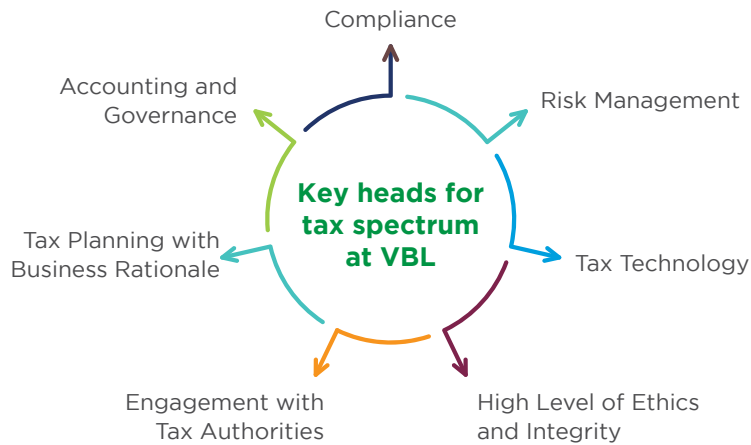 Compliance
Risk Management
Tax Technology
High Level of Ethics
and Integrity
Engagement with
Tax Authorities
Tax Planning with
Business Rationale
Accounting and
Governance
Key heads for
tax spectrum
at VBL